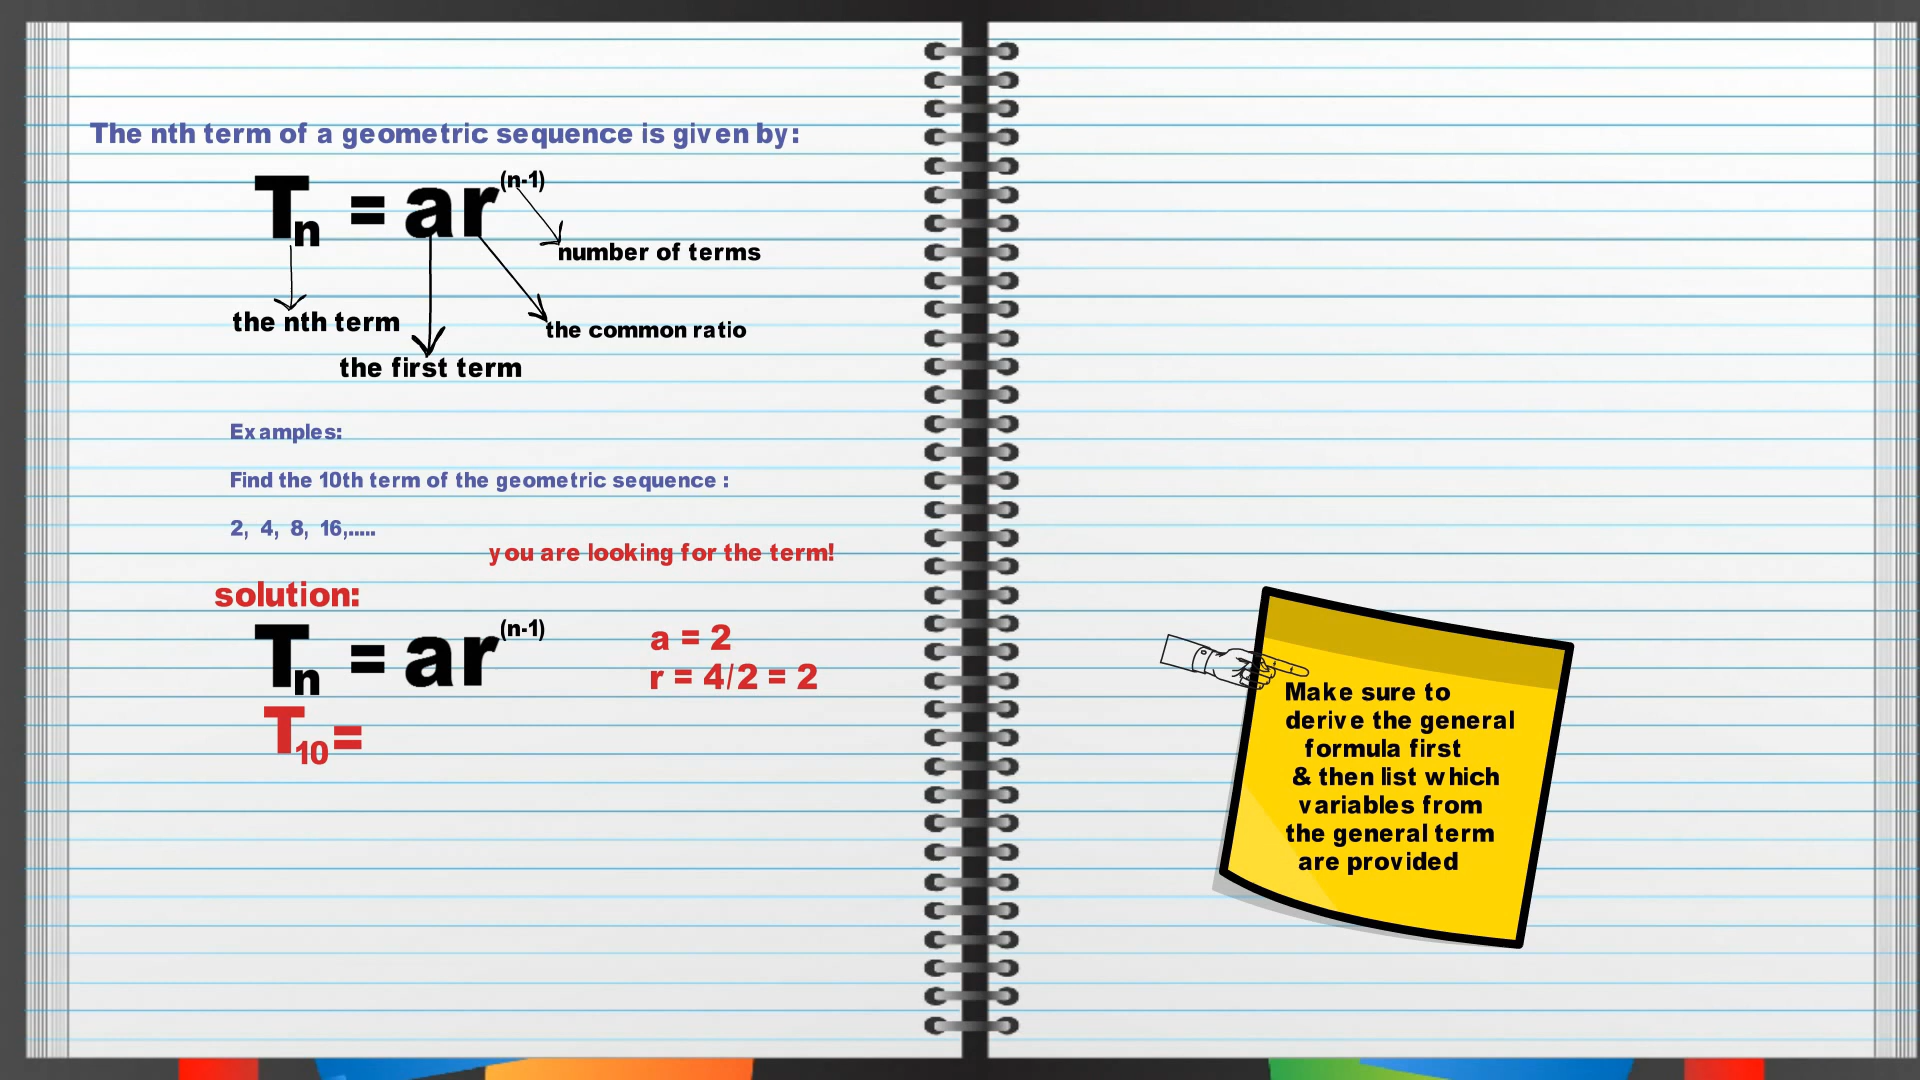 The nth term of a geometric sequence is given by:
Tn = ar(n-1)
number of terms
the nth term
the common ratio
the first term
Examples:
Find the 10th term of the geometric sequence :
2, 4, 8, 16,.....
you are looking for the term!
solution:
Tn = ar(n-1)
a = 2
r = 4/2 = 2
T10=
Make sure to
derive the general
formula first
& then list which
variables from
the general term
are provided